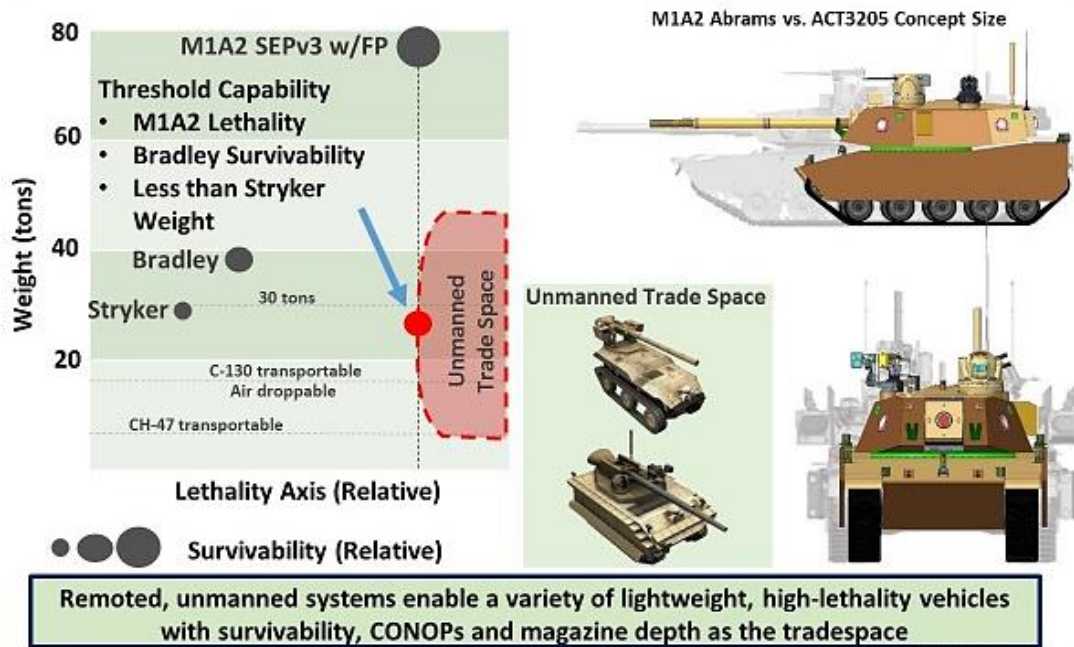 M1A2 Abrams vs. ACT3205 Concept Size
80
M1A2 SEPv3 w/FP
Threshold Capability
• M1A2 Lethality
• Bradley Survivability
• Less than Stryker
Weight
60
Weight (tons)
40
Bradley
Stryker
30 tons
20
C-130 transportable
Air droppable
CH-47 transportable
Unmanned
Trade Space
Lethality Axis (Relative)
Survivability (Relative)
Unmanned Trade Space
Remoted, unmanned systems enable a variety of lightweight, high-lethality vehicles
with survivability, CONOPs and magazine depth as the tradespace